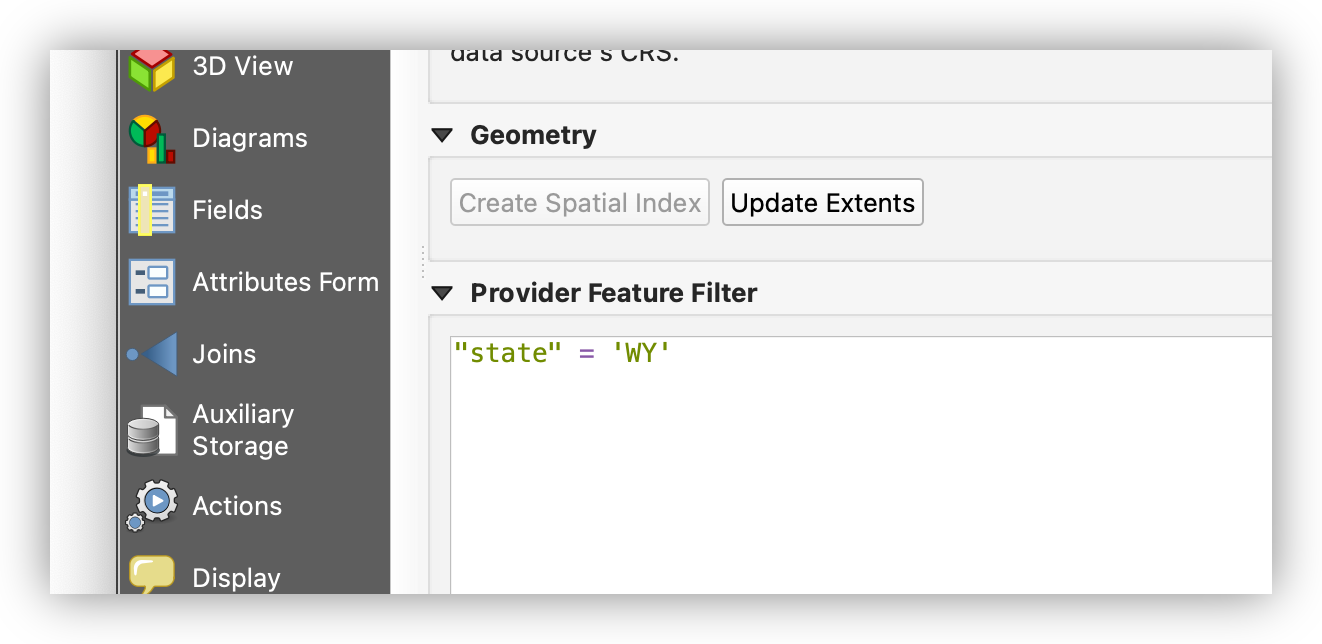 3D View
Diagrams
Fields
Attributes Form
Joins
Auxiliary
Storage
Actions
Display
data source's CRS.
Geometry
Create Spatial Index
Update Extents
Provider Feature Filter
"state" = 'WY'